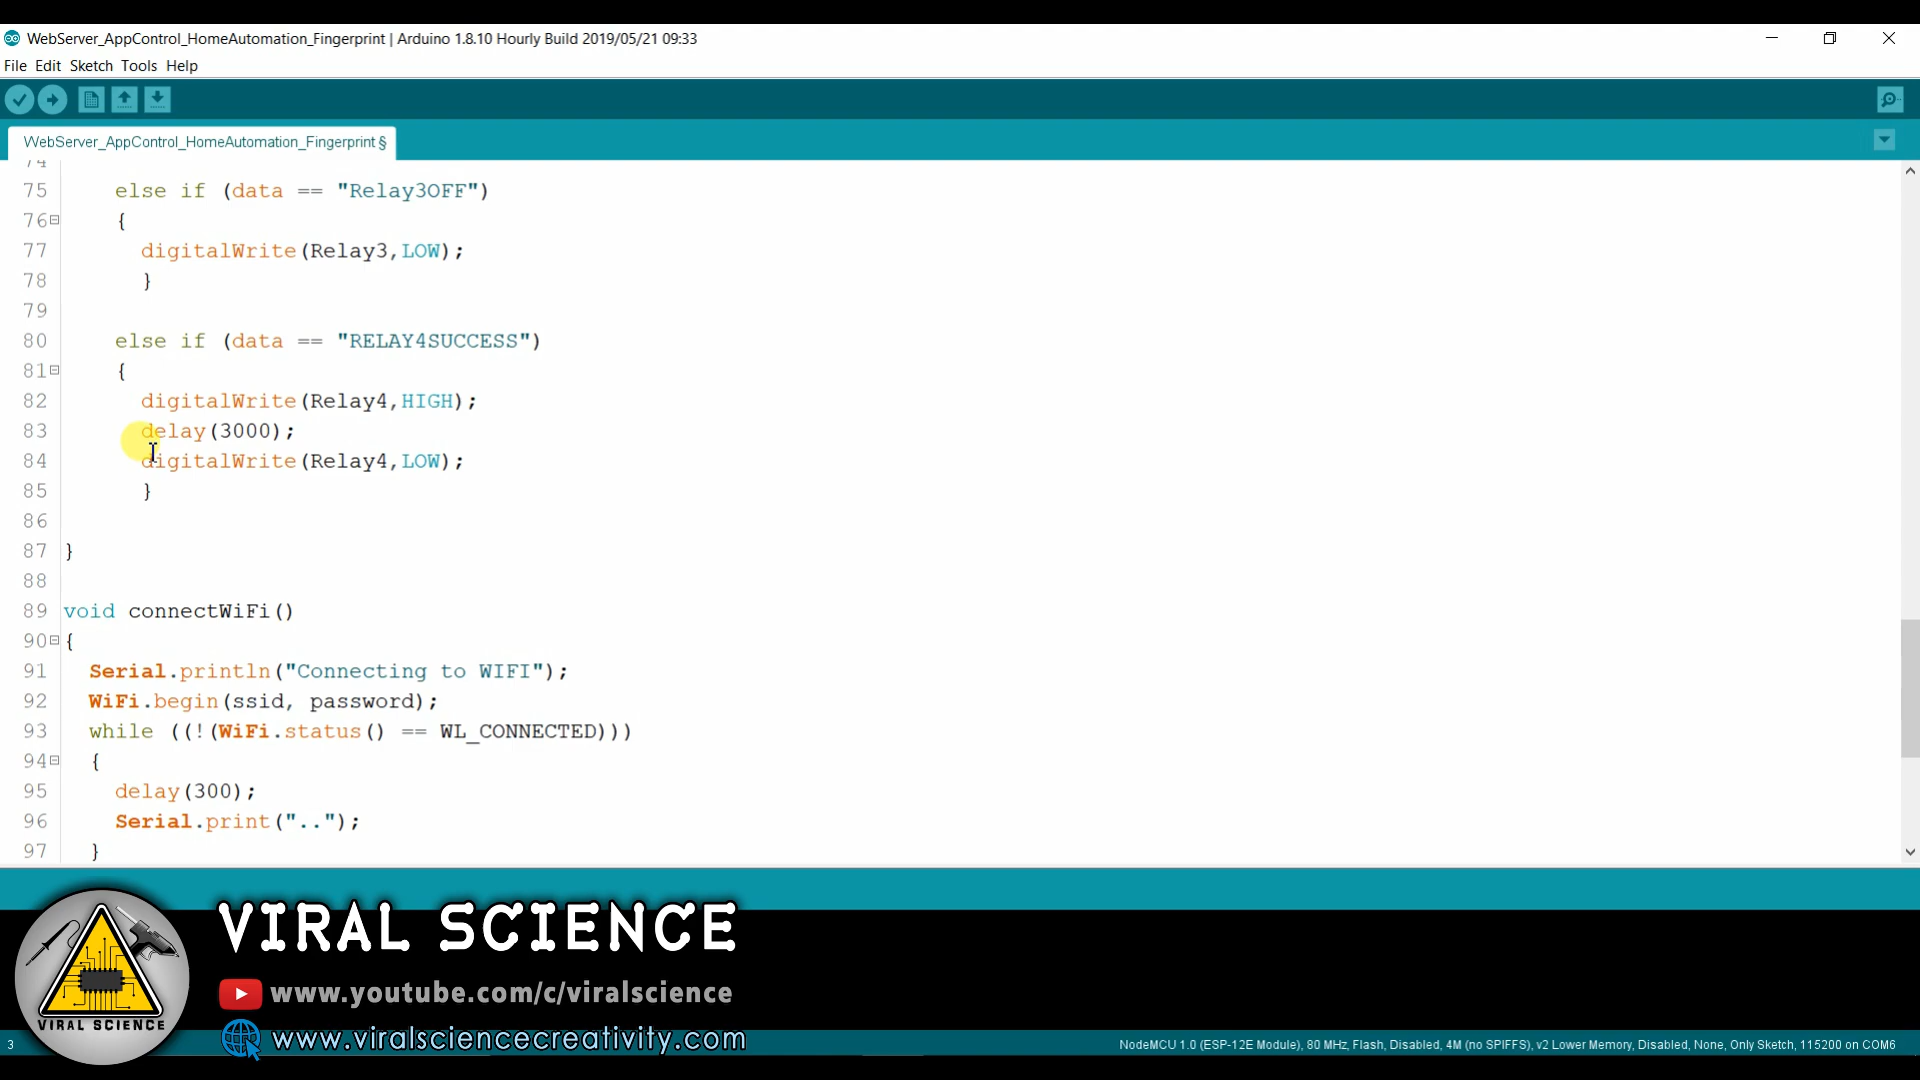 WebServer_AppControl_HomeAutomation_Fingerprint | Arduino 1.8.10 Hourly Build 2019/05/21 09:33
File Edit Sketch Tools Help
WebServer_AppControl_HomeAutomation_Fingerprint §
74
75 else if (data == "Relay3OFF")
76 {
77 digitalWrite(Relay3,LOW);
78 }
79
80 else if (data == "RELAY4SUCCESS")
81 {
82 digitalWrite(Relay4,HIGH);
83 delay(3000);
84 digitalWrite(Relay4,LOW);
85 }
86
87 }
88
89 void connectWiFi()
90 {
91 Serial.println("Connecting to WIFI");
92 WiFi.begin(ssid, password);
93 while ((!(WiFi.status() == WL_CONNECTED)))
94 {
95 delay(300);
96 Serial.print("..");
97 }
VIRAL SCIENCE
www.youtube.com/c/viralscience
VIRAL SCIENCE
www.viralsciencecreativity.com
3
NodeMCU 1.0 (ESP-12E Module), 80 MHz, Flash, Disabled, 4M (no SPIFFS), v2 Lower Memory, Disabled, None, Only Sketch, 115200 on COM6